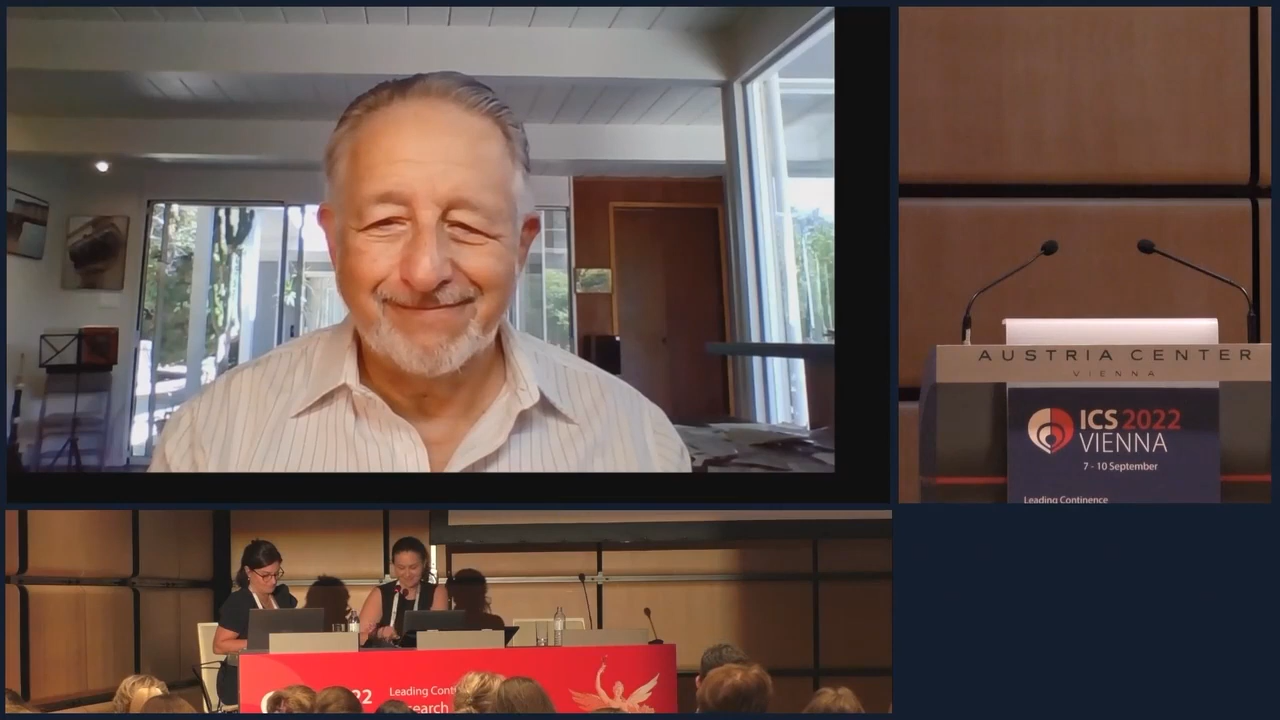 AUSTRIA CENTER
VIENNA
ICS 2022
VIENNA
7 - 10 September
Leading Continence
22
Leading Conti
search